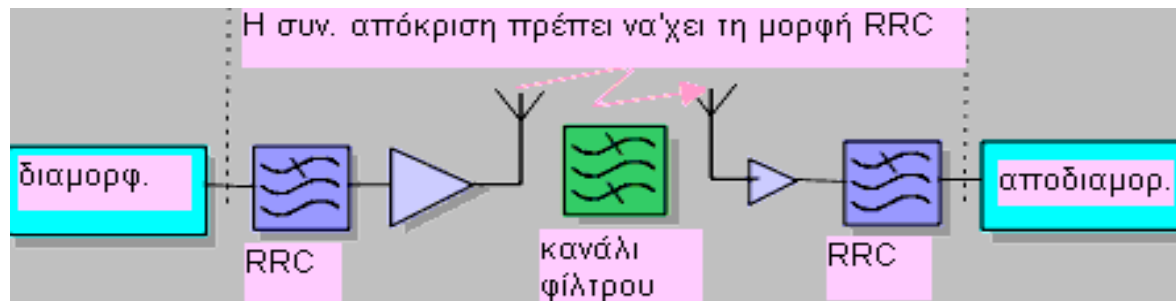 Η συν. απόκριση πρέπει να'χει τη μορφή RRC
διαμορφ.
αποδιαμορ.
RRC
κανάλι
φίλτρου
RRC